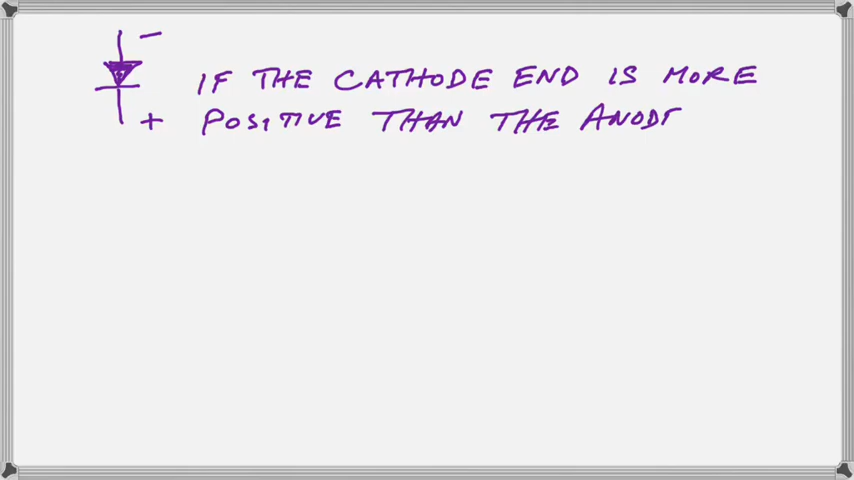 -
IF THE CATHODE END IS MORE
+ POSITIVE THAN THE ANODE